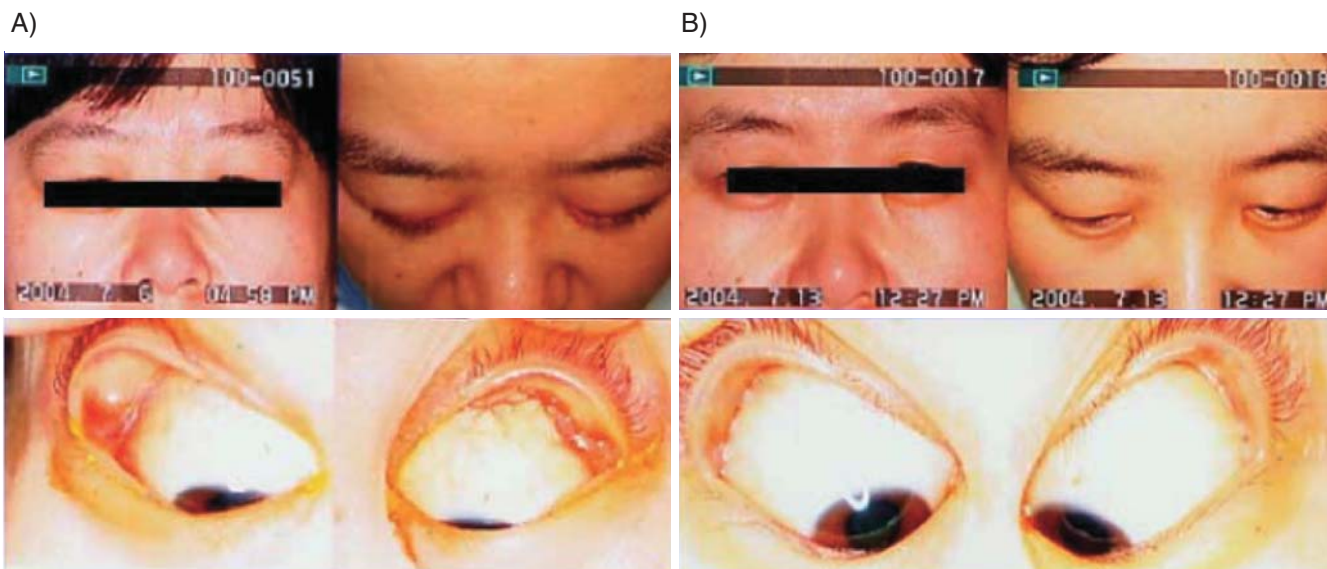 A)
B)
100-0051
100-0017
100-0018
2004. 7. 6 04:58 PM
2004. 7.13 12:27 PM
2004. 7.13 12:27 PM